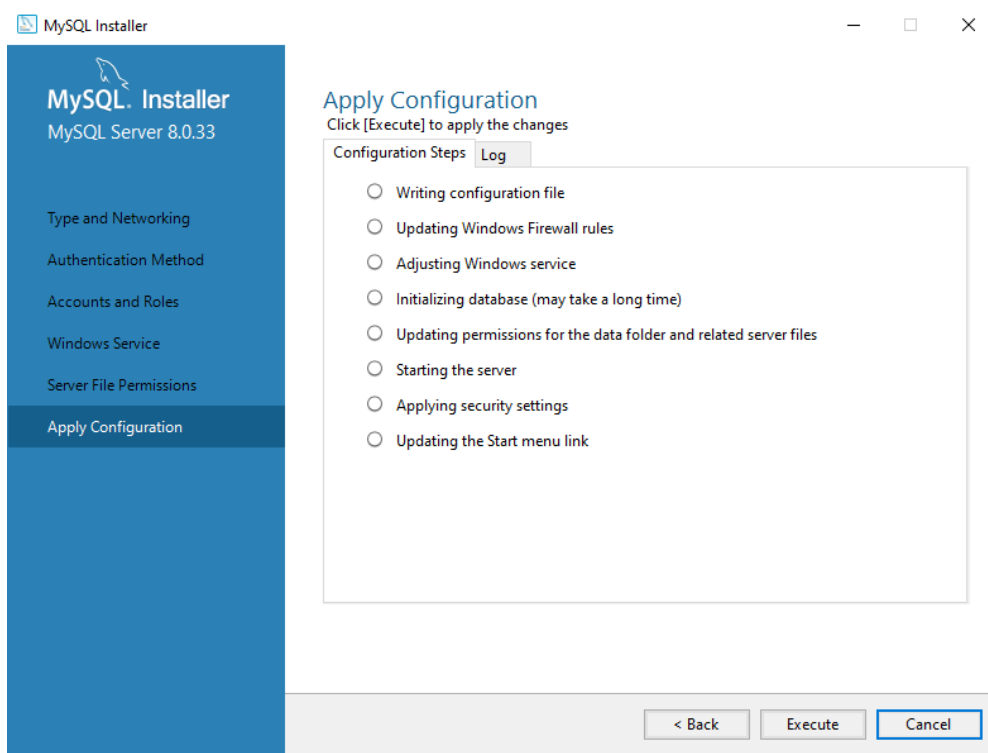 MySQL Installer
MySQL. Installer
MySQL Server 8.0.33
Type and Networking
Authentication Method
Accounts and Roles
Windows Service
Server File Permissions
Apply Configuration
Apply Configuration
Click [Execute] to apply the changes
Configuration Steps Log
Writing configuration file
Updating Windows Firewall rules
Adjusting Windows service
Initializing database (may take a long time)
Updating permissions for the data folder and related server files
Starting the server
Applying security settings
Updating the Start menu link
< Back Execute Cancel